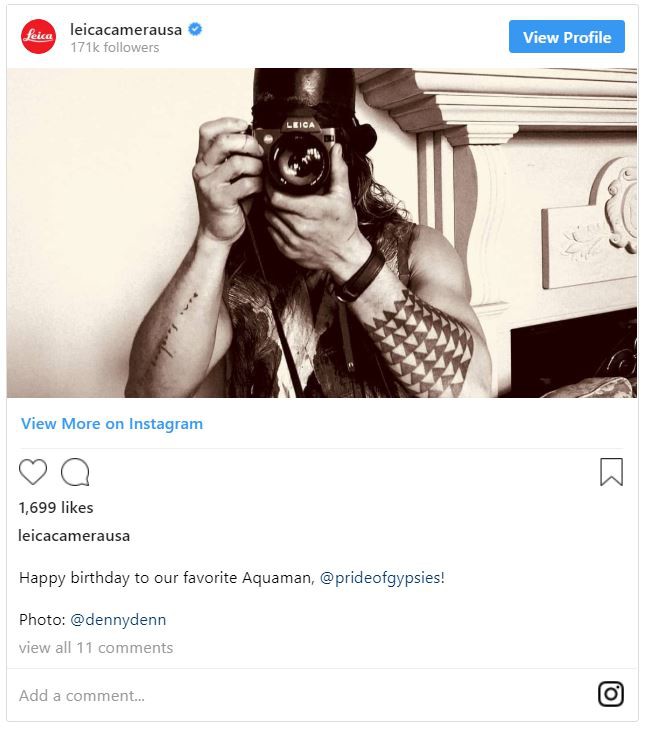 Leica
leicacamerausa
171k followers
View Profile
LEICA
View More on Instagram
1,699 likes
leicacamerausa
Happy birthday to our favorite Aquaman, @prideofgypsies!
Photo: @dennydenn
view all 11 comments
Add a comment...